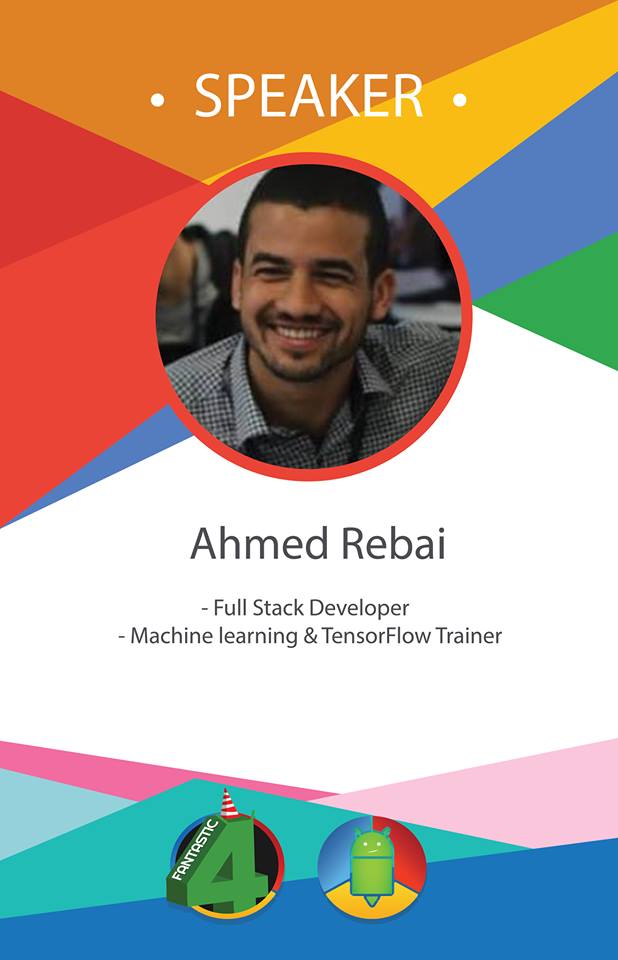 • SPEAKER •
Ahmed Rebai
- Full Stack Developer
- Machine learning & TensorFlow Trainer
FANTASTIC
4